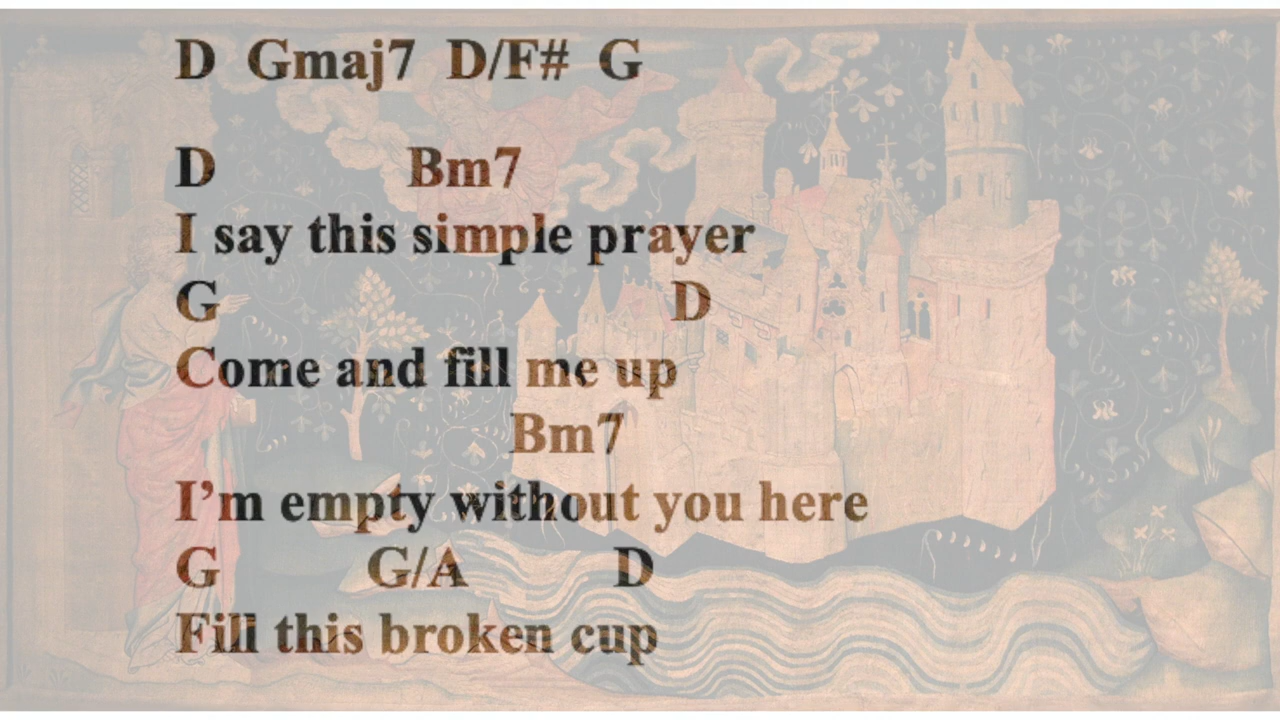 D Gmaj7 D/F# G
D Bm7
I say this simple prayer
G D
Come and fill me up
Bm7
I’m empty without you here
G G/A D
Fill this broken cup